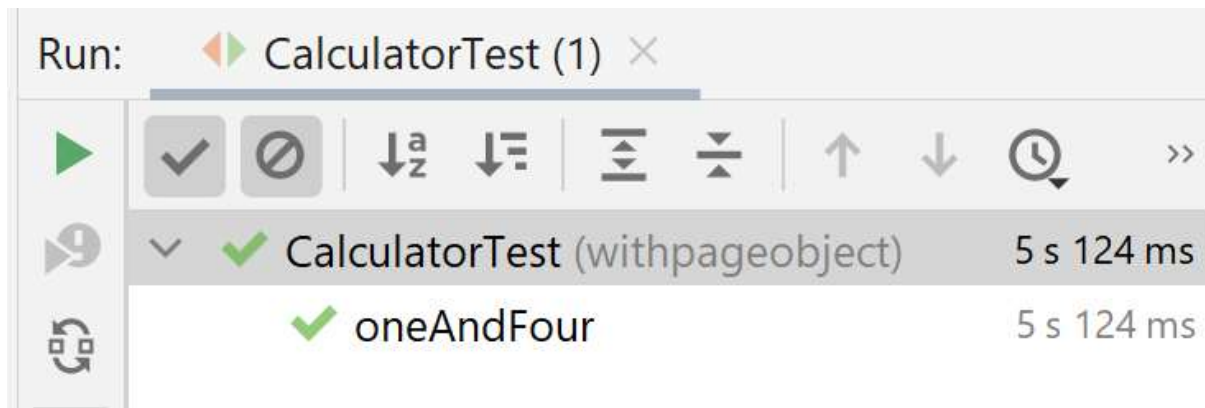 Run: CalculatorTest (1)
CalculatorTest (withpageobject) 5 s 124 ms
oneAndFour 5 s 124 ms